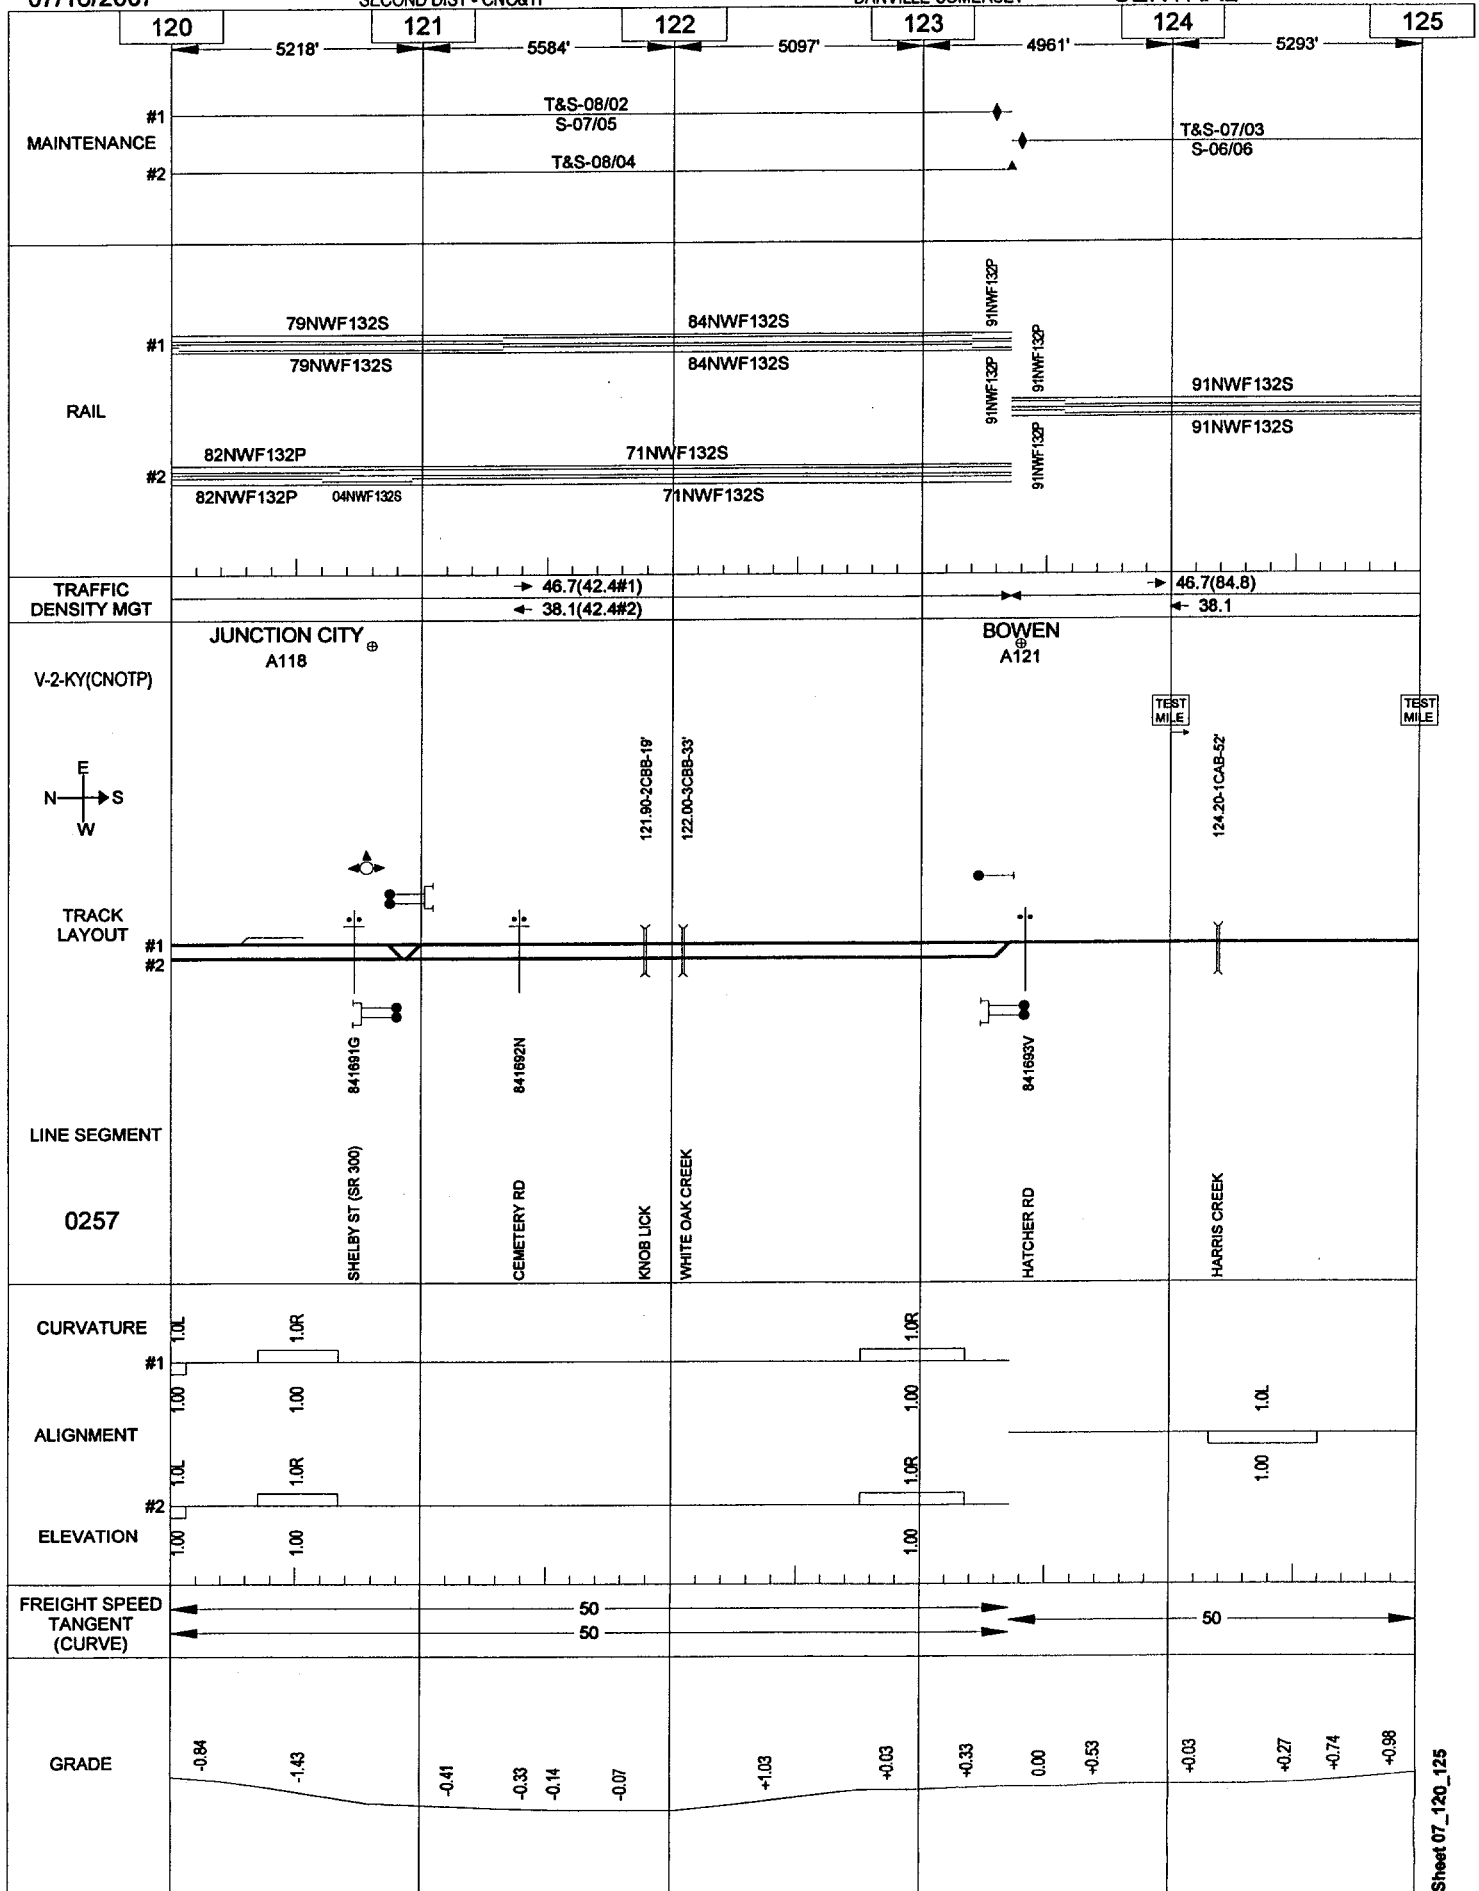 120 121 122 123 124 125
5218' 5584' 5097' 4961' 5293'
MAINTENANCE
#1
T&S-08/02
S-07/05
T&S-07/03
S-06/06
#2
T&S-08/04
RAIL
#1
79NWF132S 84NWF132S
79NWF132S 84NWF132S
91NWF132P
91NWF132P
91NWF132P
91NWF132P
91NWF132S
91NWF132S
#2
82NWF132P 71NWF132S
82NWF132P 04NWF132S 71NWF132S
TRAFFIC
DENSITY MGT
46.7(42.4#1) 46.7(84.8)
38.1(42.4#2) 38.1
V-2-KY(CNOTP)
JUNCTION CITY
A118
BOWEN
A121
TEST
MILE
TEST
MILE
E
N S
W
121.90-2CBB-19'
122.00-3CBB-33'
124.20-1CAB-52'
TRACK
LAYOUT
#1
#2
841691G
841692N
841693V
LINE SEGMENT
0257
SHELBY ST (SR 300)
CEMETERY RD
KNOB LICK
WHITE OAK CREEK
HATCHER RD
HARRIS CREEK
CURVATURE
#1
1.0L 1.0R 1.0R
1.00 1.00 1.00
ALIGNMENT
1.0L
1.00
#2
1.0L 1.0R 1.0R
1.00 1.00 1.00
ELEVATION
FREIGHT SPEED
TANGENT
(CURVE)
50
50
50
GRADE
-0.84 -1.43 -0.41 -0.33 -0.14 -0.07 +1.03 +0.03 +0.33 0.00 +0.53 +0.03 +0.27 +0.74 +0.98
Sheet 07_120_125